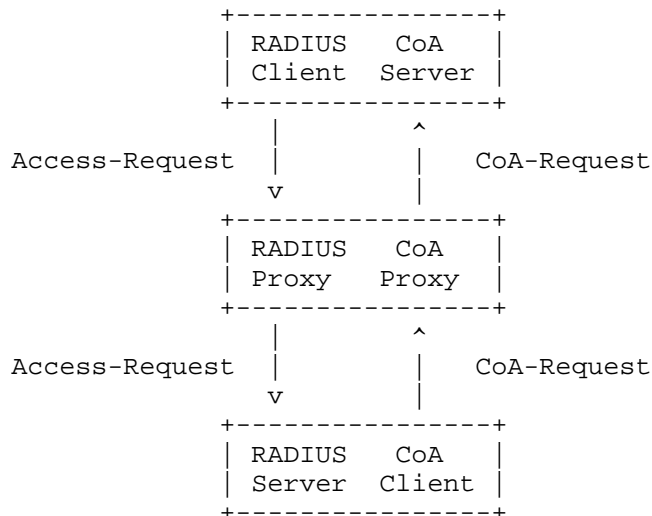 +----------------+
| RADIUS   CoA   |
| Client  Server |
+----------------+
|         ^
Access-Request  |         |   CoA-Request
v         |
+----------------+
| RADIUS   CoA   |
| Proxy   Proxy  |
+----------------+
|         ^
Access-Request  |         |   CoA-Request
v         |
+----------------+
| RADIUS   CoA   |
| Server  Client |
+----------------+